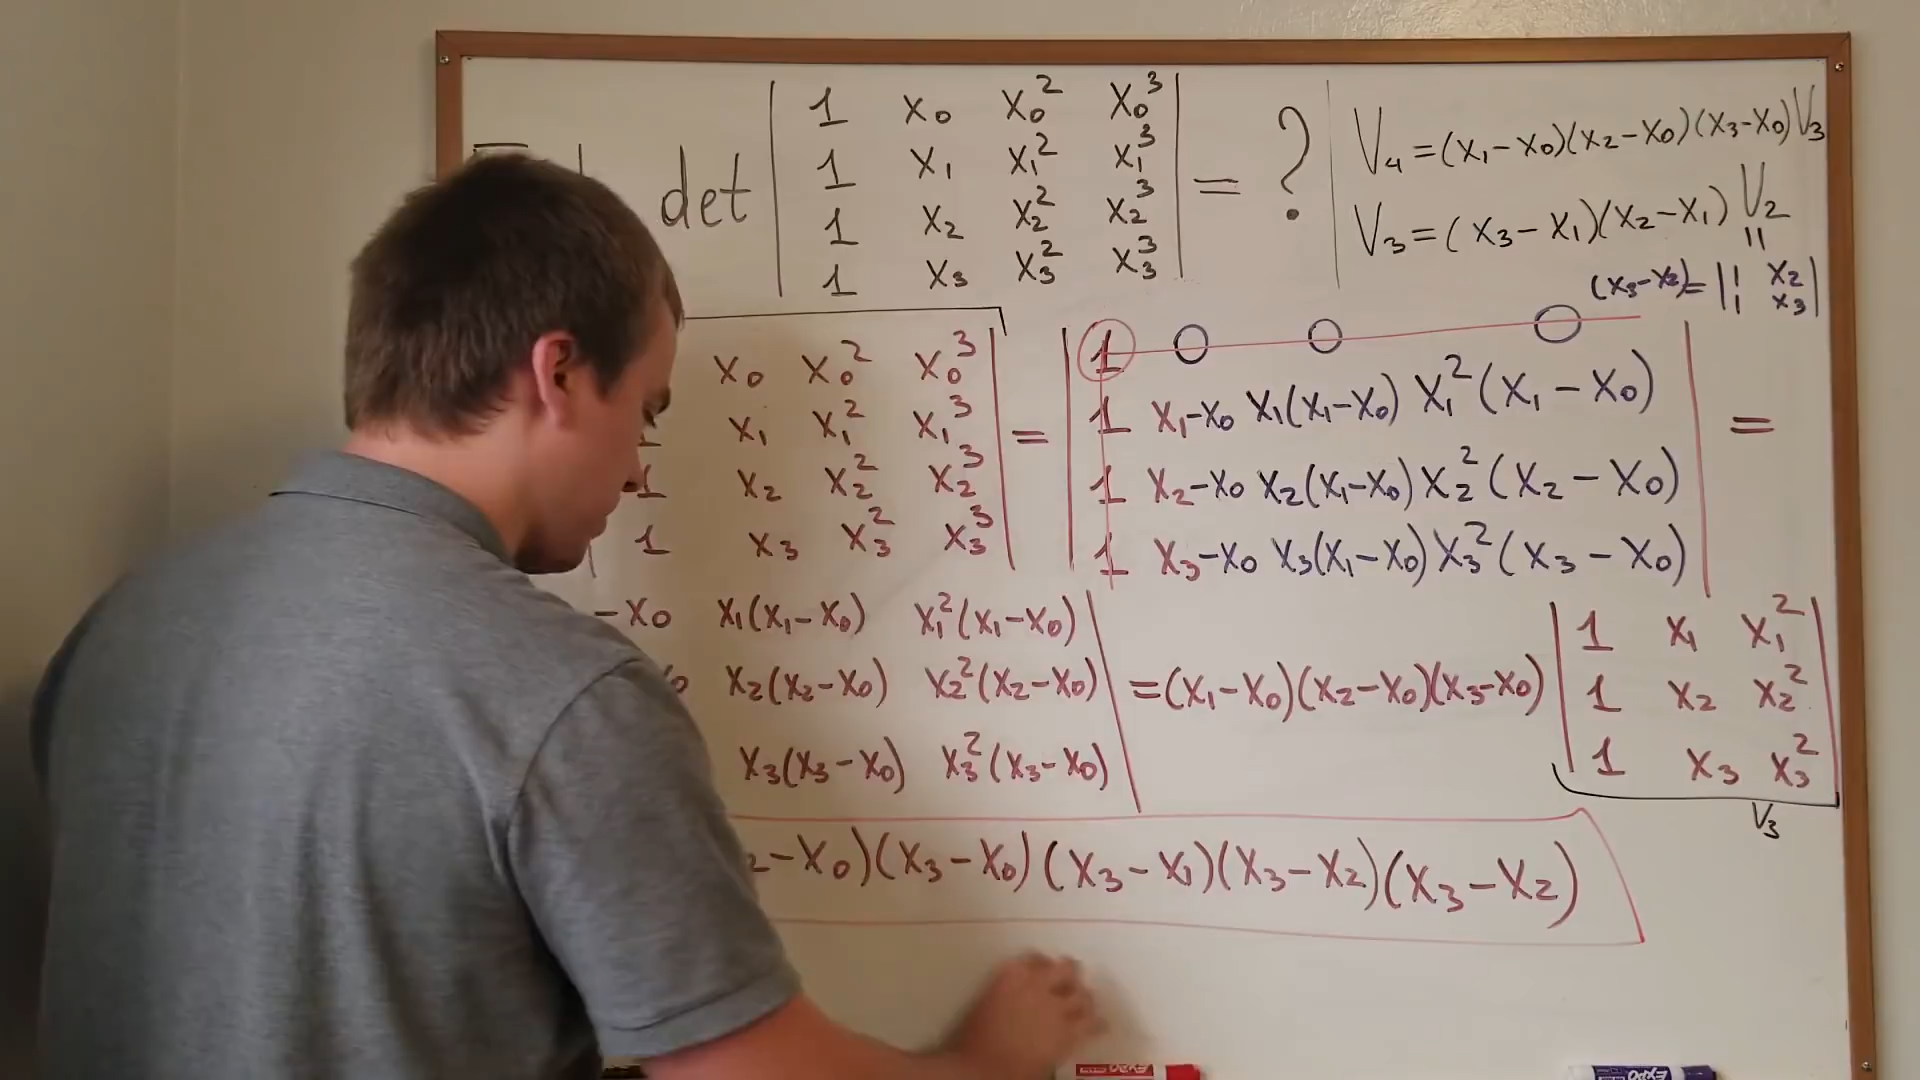 det | 1 x₀ x₀² x₀³ | = ?
| 1 x₁ x₁² x₁³ |
| 1 x₂ x₂² x₂³ |
| 1 x₃ x₃² x₃³ |
V₄=(x₁-x₀)(x₂-x₀)(x₃-x₀)V₃
V₃=(x₃-x₁)(x₂-x₁)V₂
||
(x₃-x₂)=|1 x₂|
|1 x₃|
x₀ x₀² x₀³ | = | 1 0 0 0 | =
1 x₁ x₁² x₁³ | | 1 x₁-x₀ x₁(x₁-x₀) x₁²(x₁-x₀) |
1 x₂ x₂² x₂³ | | 1 x₂-x₀ x₂(x₁-x₀) x₂²(x₂-x₀) |
1 x₃ x₃² x₃³ | | 1 x₃-x₀ x₃(x₁-x₀) x₃²(x₃-x₀) |
-x₀ x₁(x₁-x₀) x₁²(x₁-x₀) | | 1 x₁ x₁² |
x₂(x₂-x₀) x₂²(x₂-x₀) | =(x₁-x₀)(x₂-x₀)(x₃-x₀) | 1 x₂ x₂² |
x₃(x₃-x₀) x₃²(x₃-x₀) | | 1 x₃ x₃² |
V₃
₂-x₀)(x₃-x₀)(x₃-x₁)(x₃-x₂)(x₃-x₂)
EXPO
EXPO